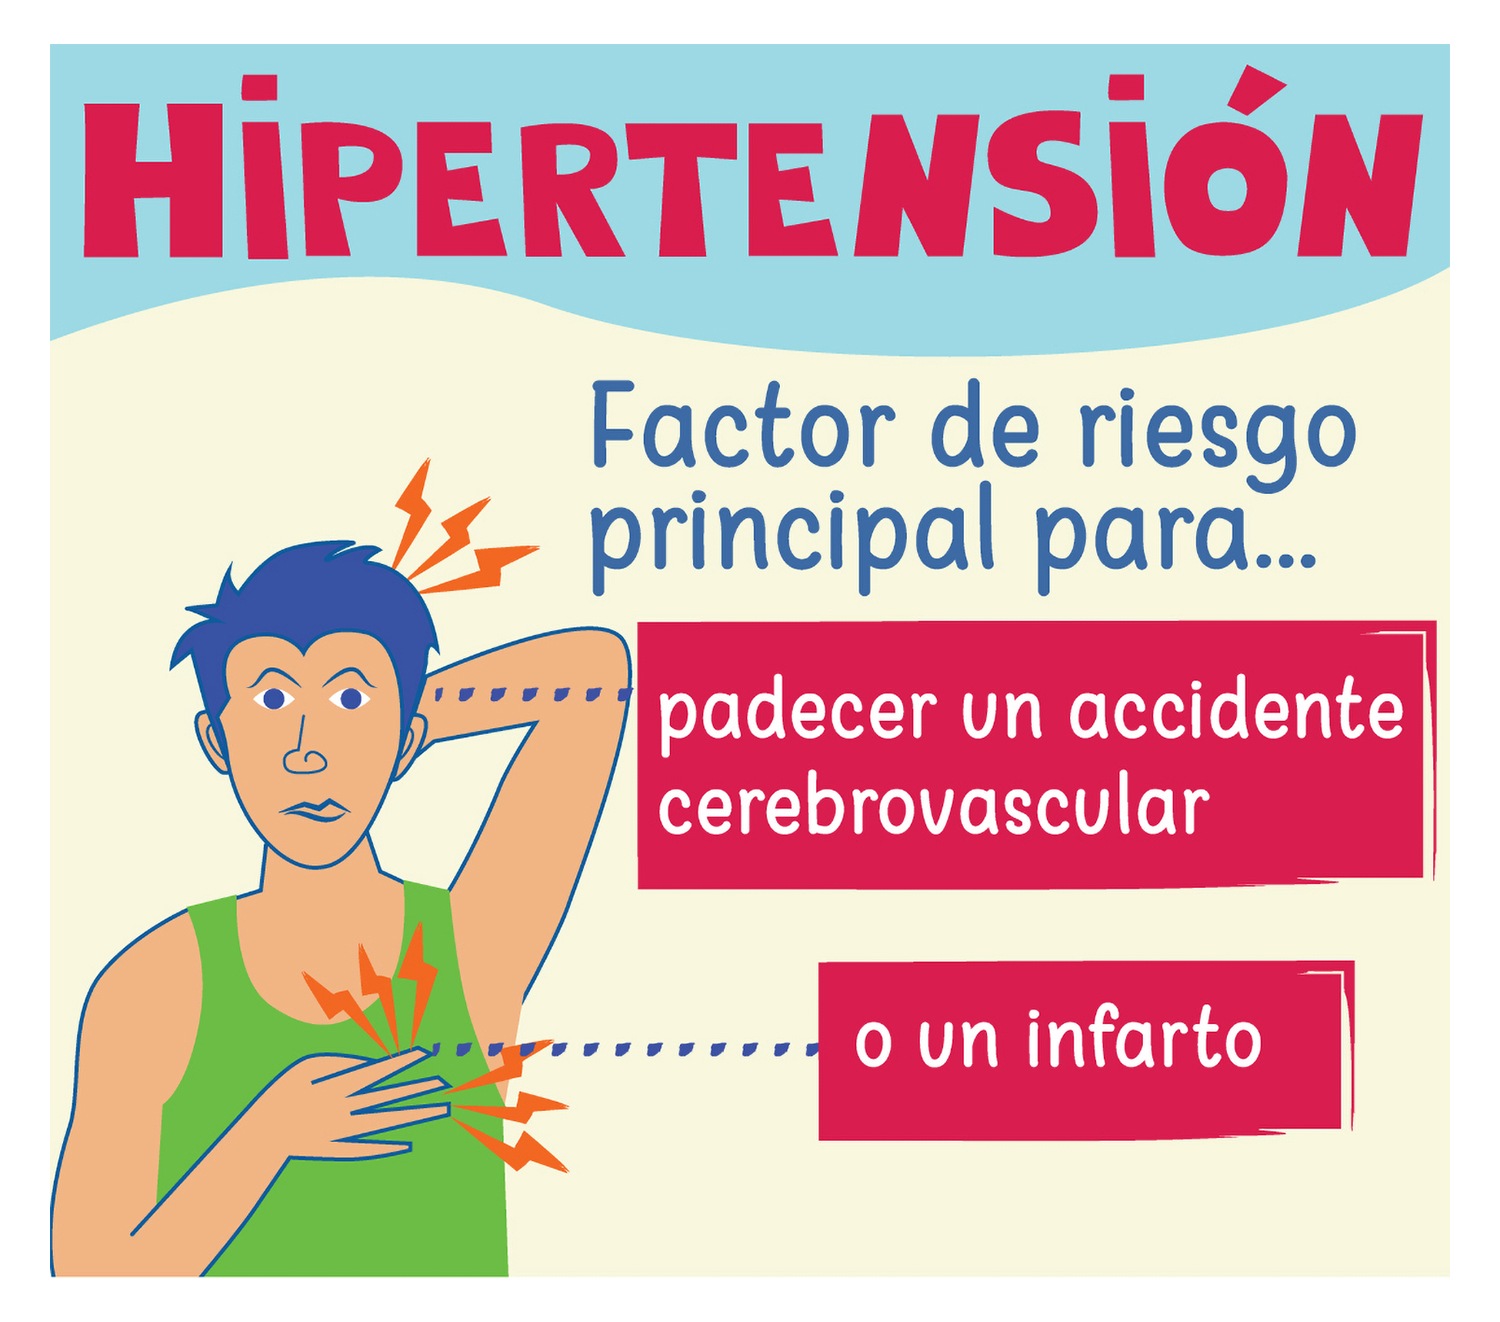 HiPERTENSiÓN
Factor de riesgo
principal para...
padecer un accidente
cerebrovascular
o un infarto